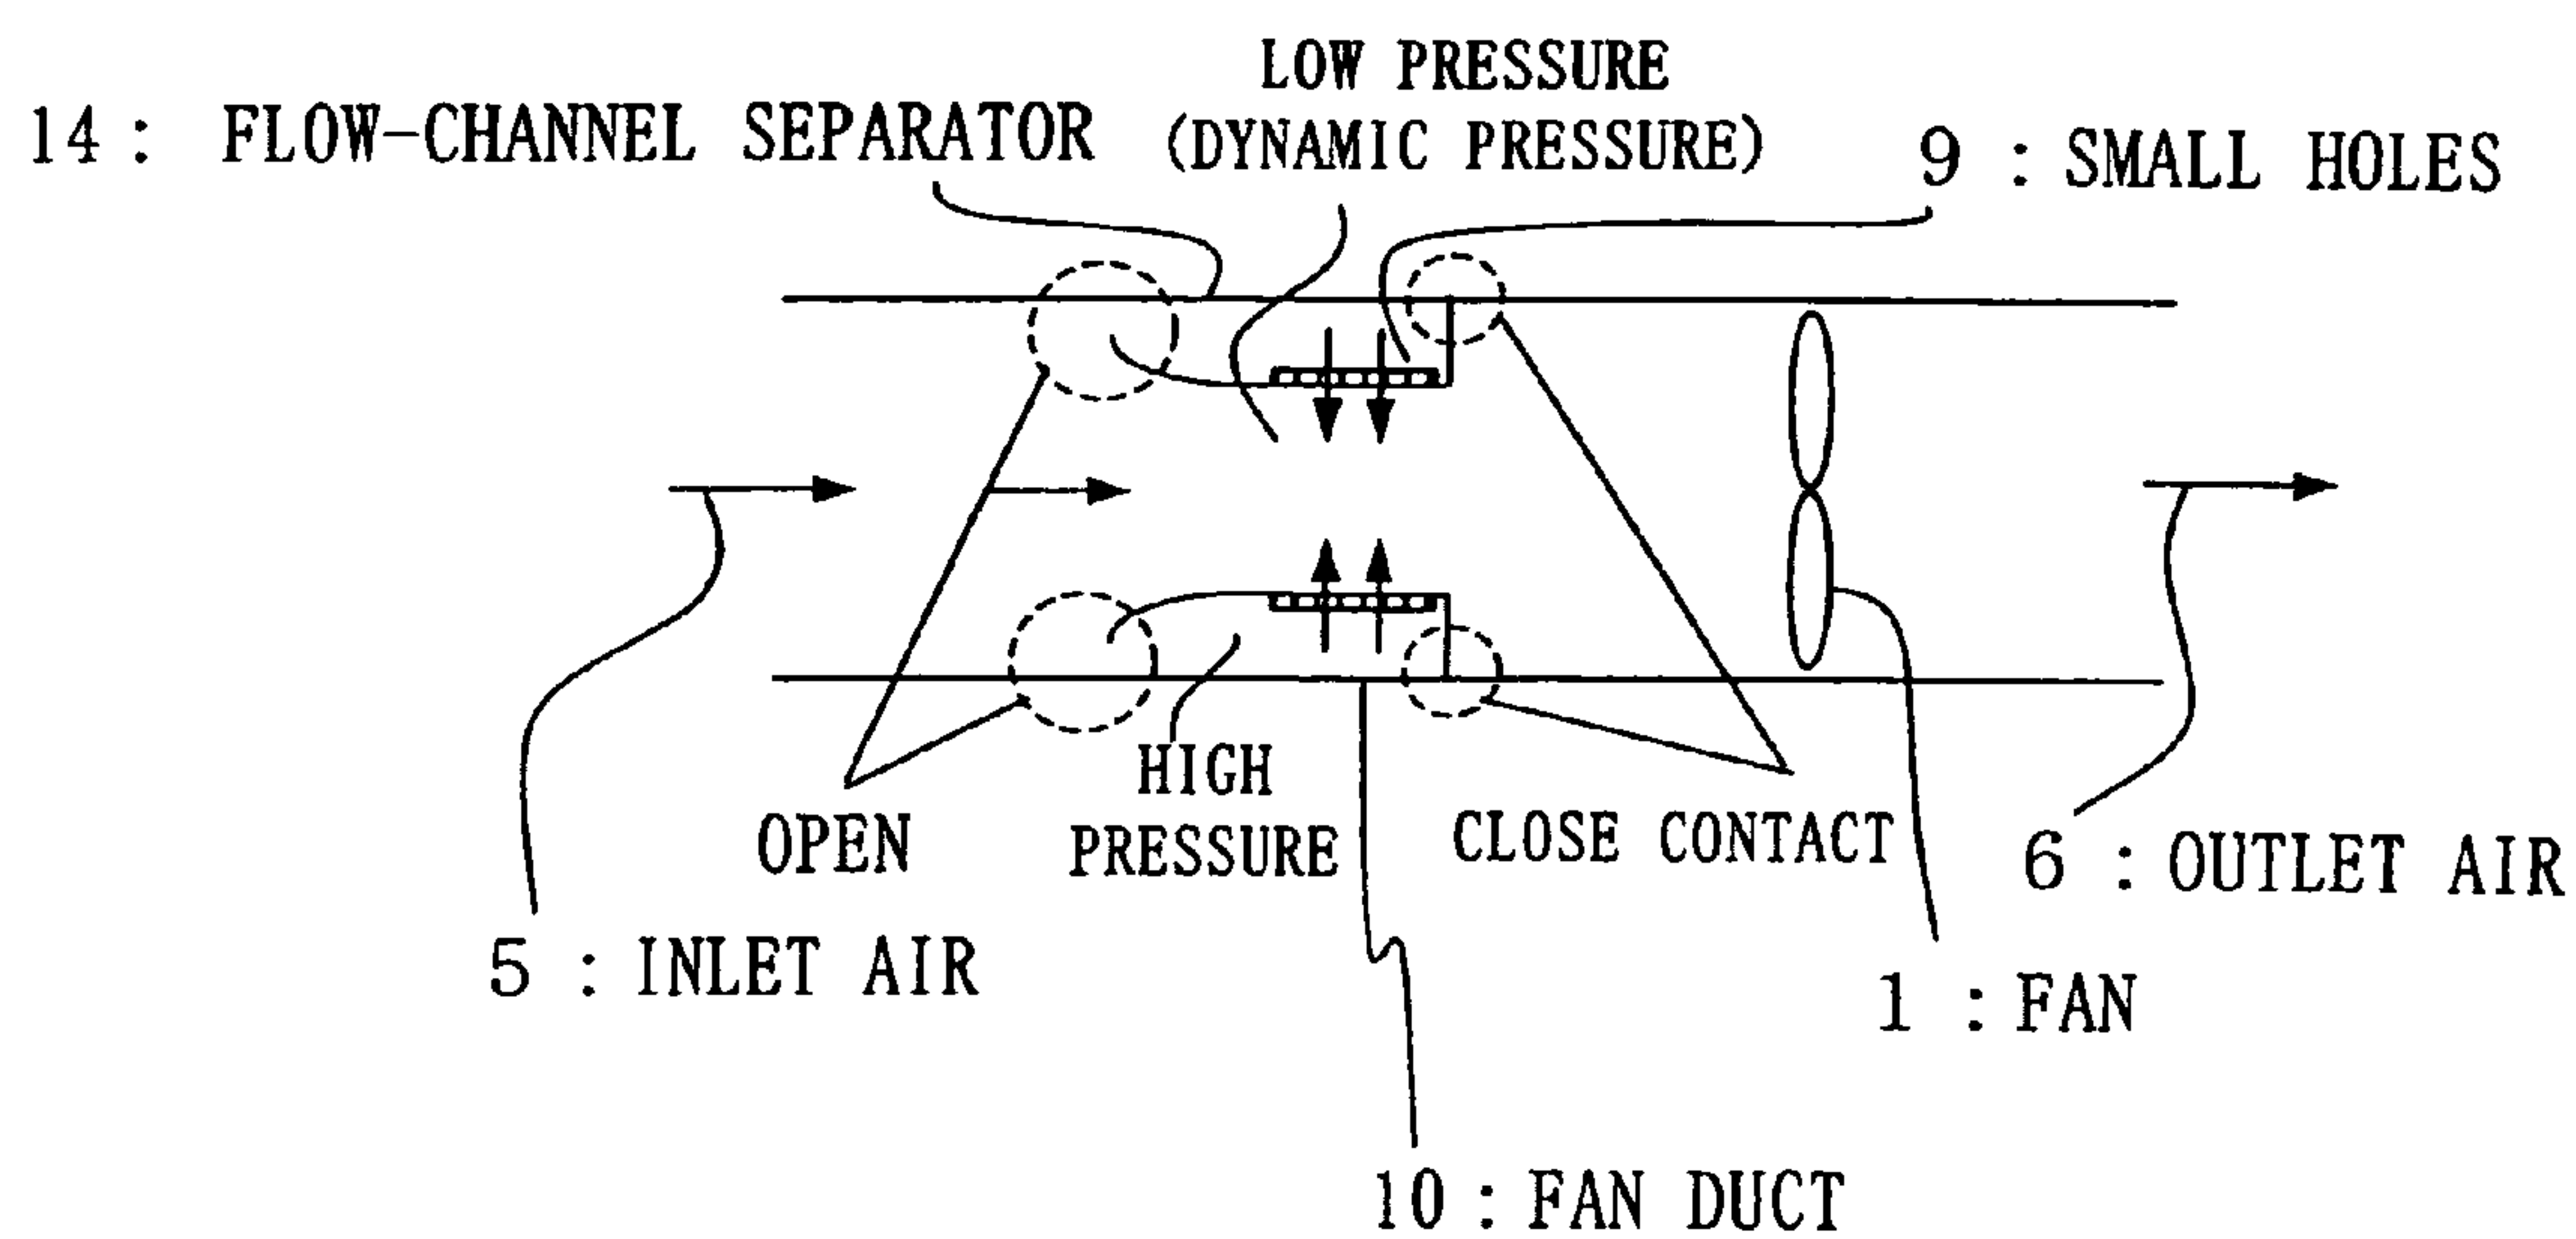 LOW PRESSURE
(DYNAMIC PRESSURE)
14 : FLOW-CHANNEL SEPARATOR
9 : SMALL HOLES
OPEN
HIGH
PRESSURE
CLOSE CONTACT
6 : OUTLET AIR
5 : INLET AIR
1 : FAN
10 : FAN DUCT